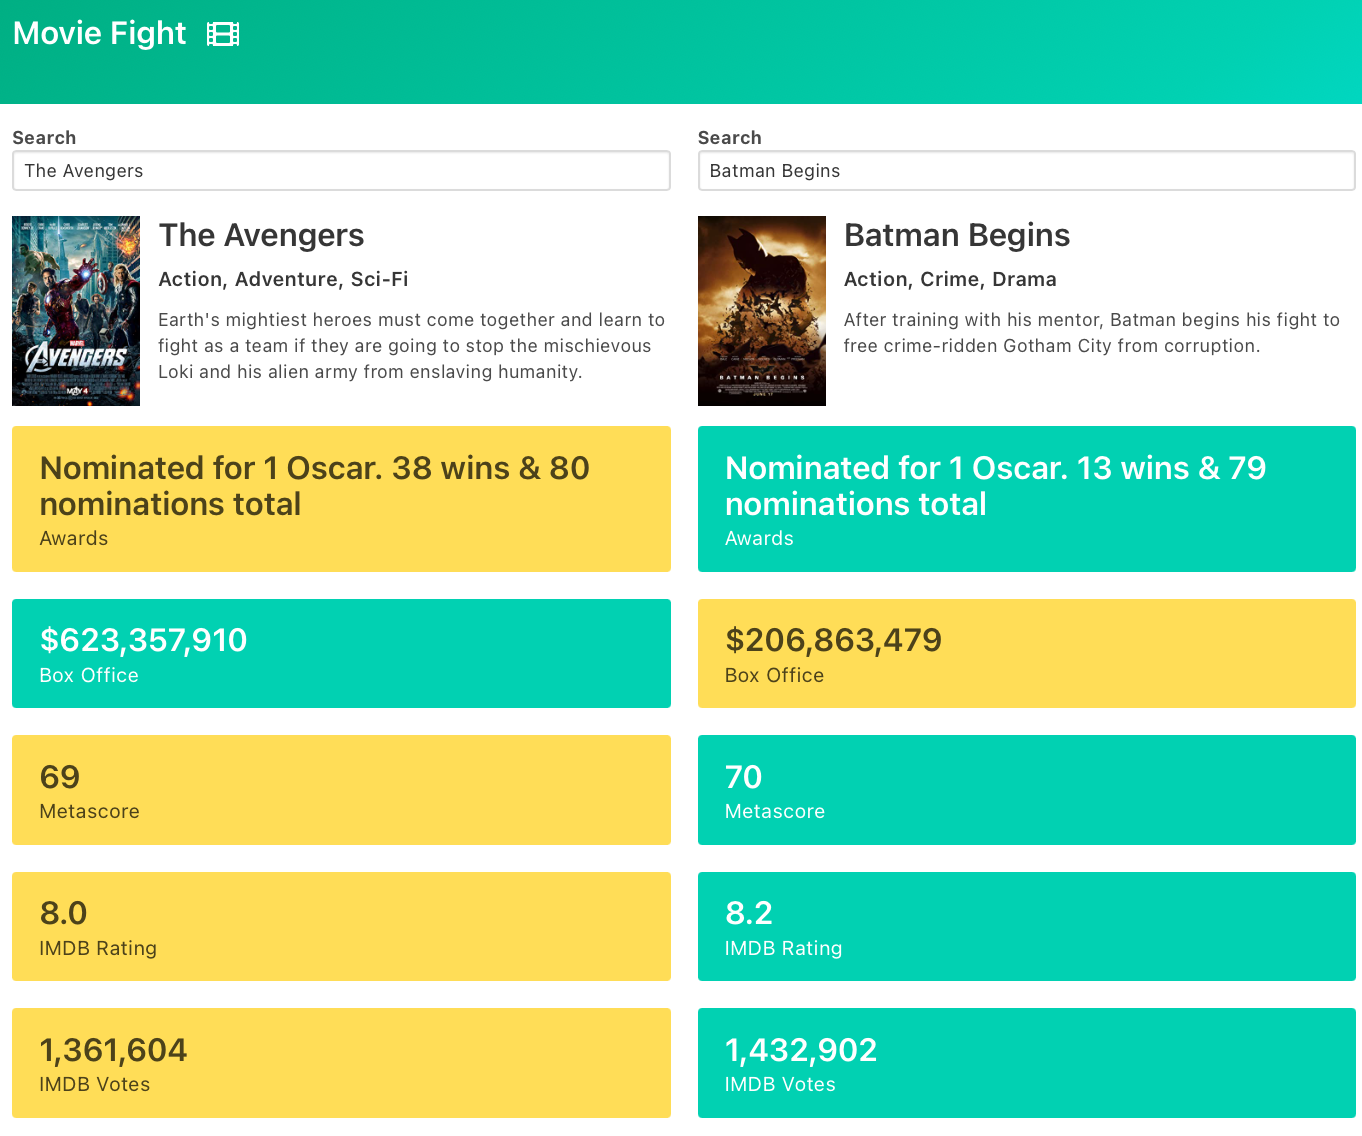 Movie Fight
Search
The Avengers
The Avengers
Action, Adventure, Sci-Fi
Earth's mightiest heroes must come together and learn to
fight as a team if they are going to stop the mischievous
Loki and his alien army from enslaving humanity.
MARVEL
AVENGERS
MAY 4
Nominated for 1 Oscar. 38 wins & 80
nominations total
Awards
$623,357,910
Box Office
69
Metascore
8.0
IMDB Rating
1,361,604
IMDB Votes
Search
Batman Begins
Batman Begins
Action, Crime, Drama
After training with his mentor, Batman begins his fight to
free crime-ridden Gotham City from corruption.
BATMAN BEGINS
JUNE 17
Nominated for 1 Oscar. 13 wins & 79
nominations total
Awards
$206,863,479
Box Office
70
Metascore
8.2
IMDB Rating
1,432,902
IMDB Votes